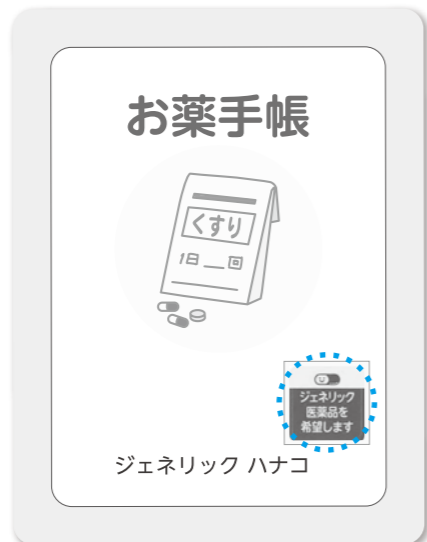 お薬手帳
くすり
1日__回
ジェネリック
医薬品を
希望します
ジェネリック ハナコ